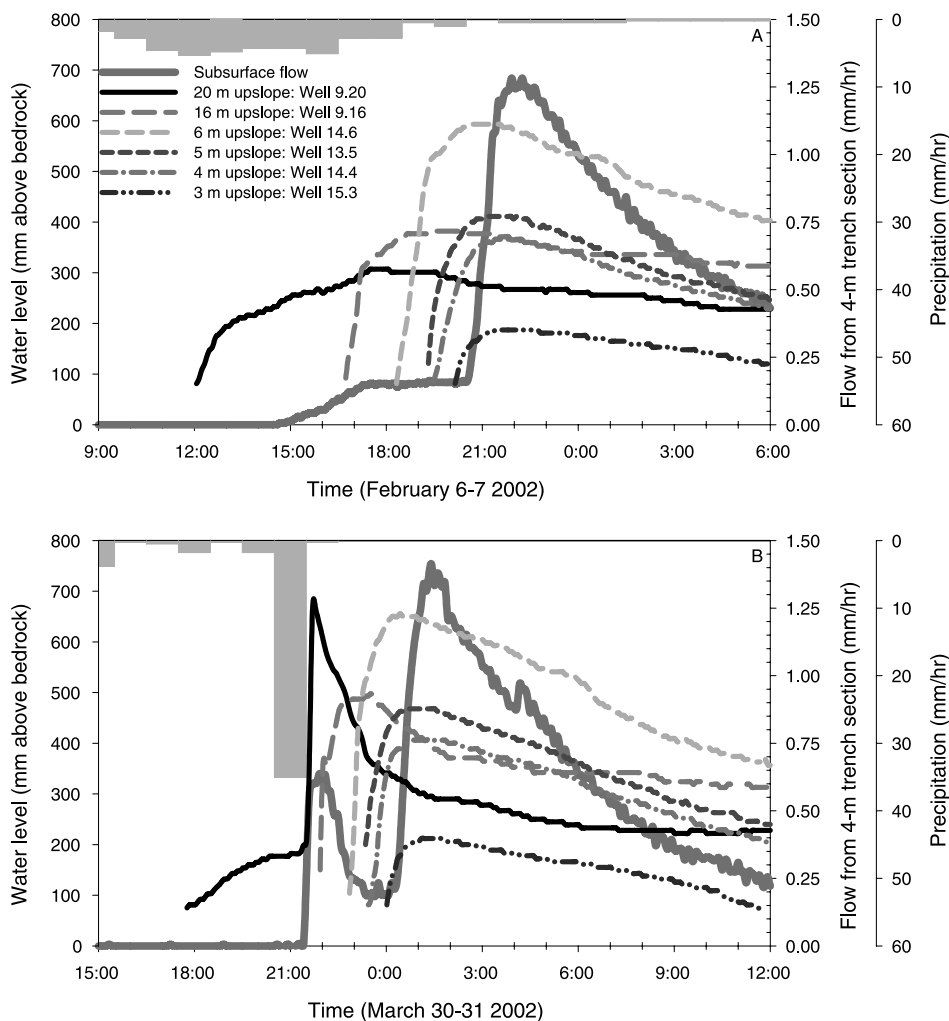 A
800
700
600
500
400
300
200
100
0
Water level (mm above bedrock)
Subsurface flow
20 m upslope: Well 9.20
16 m upslope: Well 9.16
6 m upslope: Well 14.6
5 m upslope: Well 13.5
4 m upslope: Well 14.4
3 m upslope: Well 15.3
1.50
1.25
1.00
0.75
0.50
0.25
0.00
Flow from 4-m trench section (mm/hr)
0
10
20
30
40
50
60
Precipitation (mm/hr)
9:00 12:00 15:00 18:00 21:00 0:00 3:00 6:00
Time (February 6-7 2002)
B
800
700
600
500
400
300
200
100
0
Water level (mm above bedrock)
1.50
1.25
1.00
0.75
0.50
0.25
0.00
Flow from 4-m trench section (mm/hr)
0
10
20
30
40
50
60
Precipitation (mm/hr)
15:00 18:00 21:00 0:00 3:00 6:00 9:00 12:00
Time (March 30-31 2002)